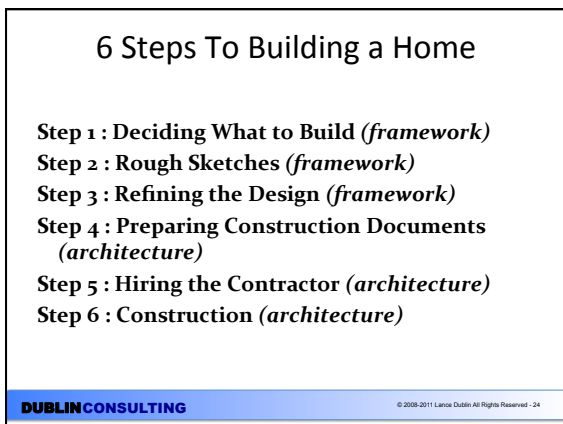 6 Steps To Building a Home
Step 1 : Deciding What to Build (framework)
Step 2 : Rough Sketches (framework)
Step 3 : Refining the Design (framework)
Step 4 : Preparing Construction Documents
(architecture)
Step 5 : Hiring the Contractor (architecture)
Step 6 : Construction (architecture)
DUBLINCONSULTING
© 2008-2011 Lance Dublin All Rights Reserved - 24